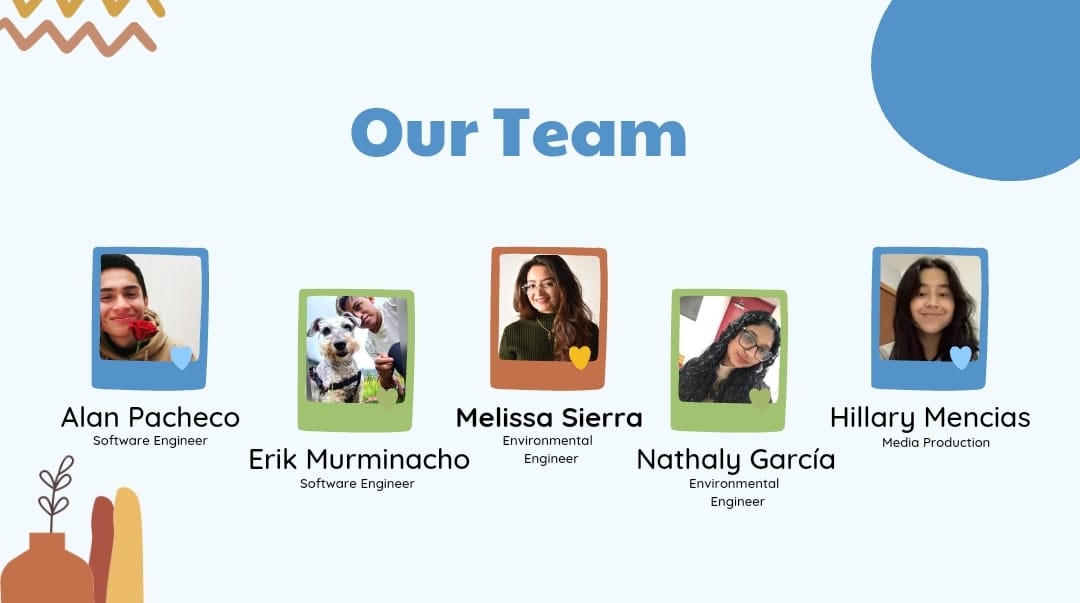 Our Team
Alan Pacheco
Software Engineer
Erik Murminacho
Software Engineer
Melissa Sierra
Environmental
Engineer
Nathaly García
Environmental
Engineer
Hillary Mencias
Media Production